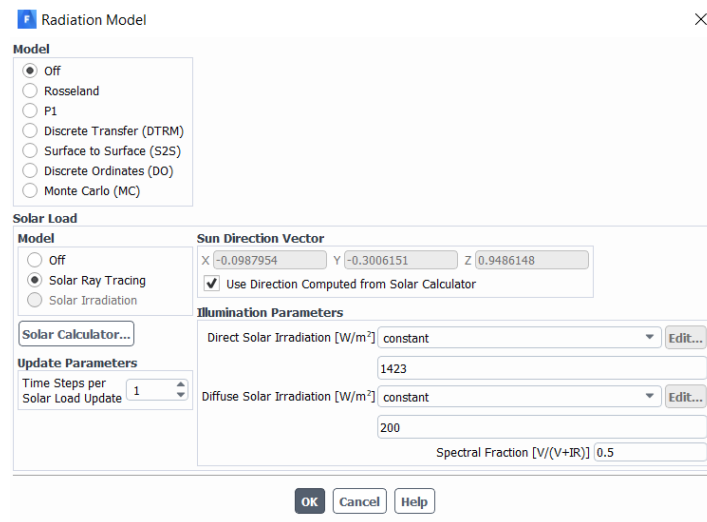 F Radiation Model
Model
Off
Rosseland
P1
Discrete Transfer (DTRM)
Surface to Surface (S2S)
Discrete Ordinates (DO)
Monte Carlo (MC)
Solar Load
Model
Off
Solar Ray Tracing
Solar Irradiation
Solar Calculator...
Update Parameters
Time Steps per
Solar Load Update 1
Sun Direction Vector
X -0.0987954 Y -0.3006151 Z 0.9486148
Use Direction Computed from Solar Calculator
Illumination Parameters
Direct Solar Irradiation [W/m²] constant Edit...
1423
Diffuse Solar Irradiation [W/m²] constant Edit...
200
Spectral Fraction [V/(V+IR)] 0.5
OK Cancel Help